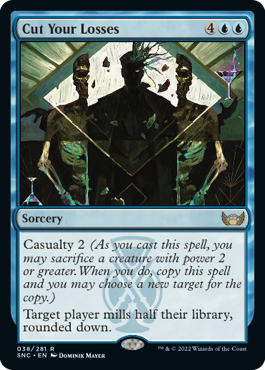 Cut Your Losses 4
Sorcery
Casualty 2 (As you cast this spell, you
may sacrifice a creature with power 2
or greater. When you do, copy this spell
and you may choose a new target for the
copy.)
Target player mills half their library,
rounded down.
038/281 R
SNC • EN DOMINIK MAYER
™ & © 2022 Wizards of the Coast